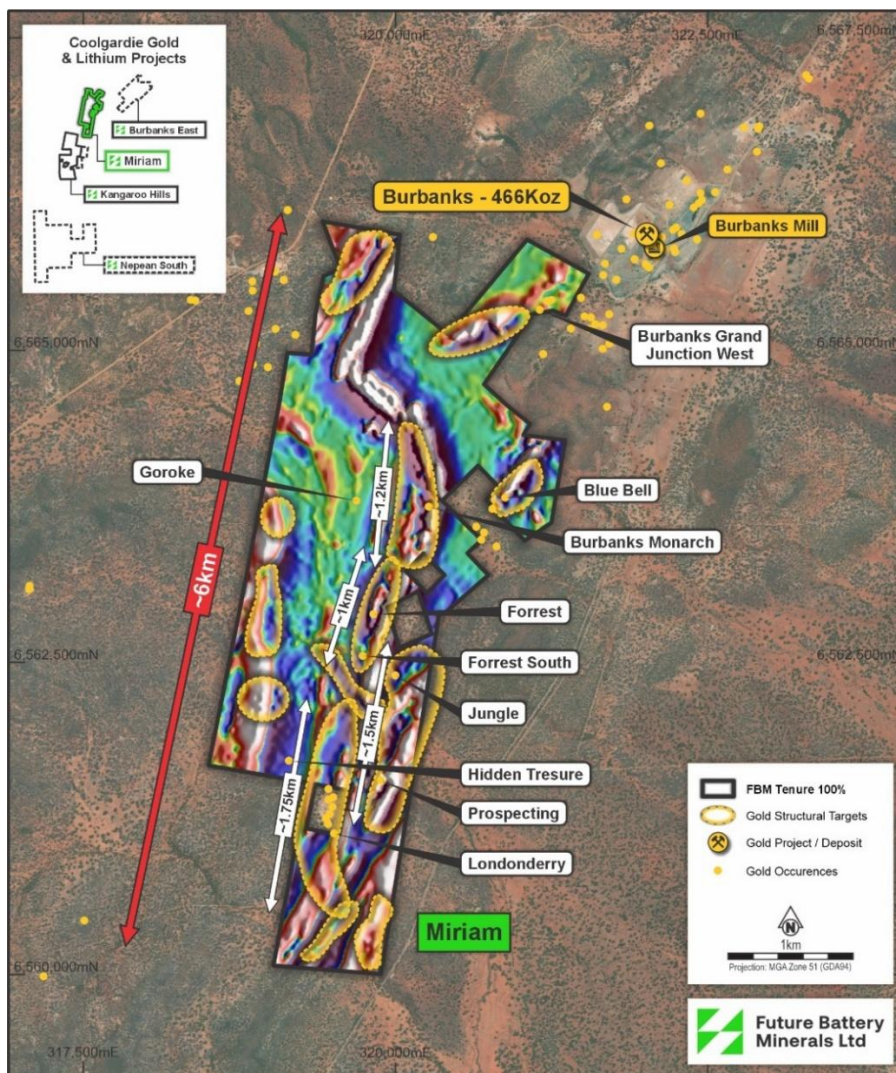 320,000mE
322,500mE
6,567,500mN
Coolgardie Gold
& Lithium Projects
Burbanks East
Miriam
Kangaroo Hills
Nepean South
Burbanks - 466Koz
Burbanks Mill
6,565,000mN
6,565,000mN
Burbanks Grand
Junction West
~1.2km
Goroke
Blue Bell
Burbanks Monarch
~6km
~1km
Forrest
6,562,500mN
6,562,500mN
Forrest South
Jungle
~1.5km
Hidden Tresure
~1.75km
Prospecting
Londonderry
Miriam
FBM Tenure 100%
Gold Structural Targets
Gold Project / Deposit
Gold Occurences
N
1km
Projection: MGA Zone 51 (GDA94)
6,560,000mN
Future Battery
Minerals Ltd
317,500mE
320,000mE